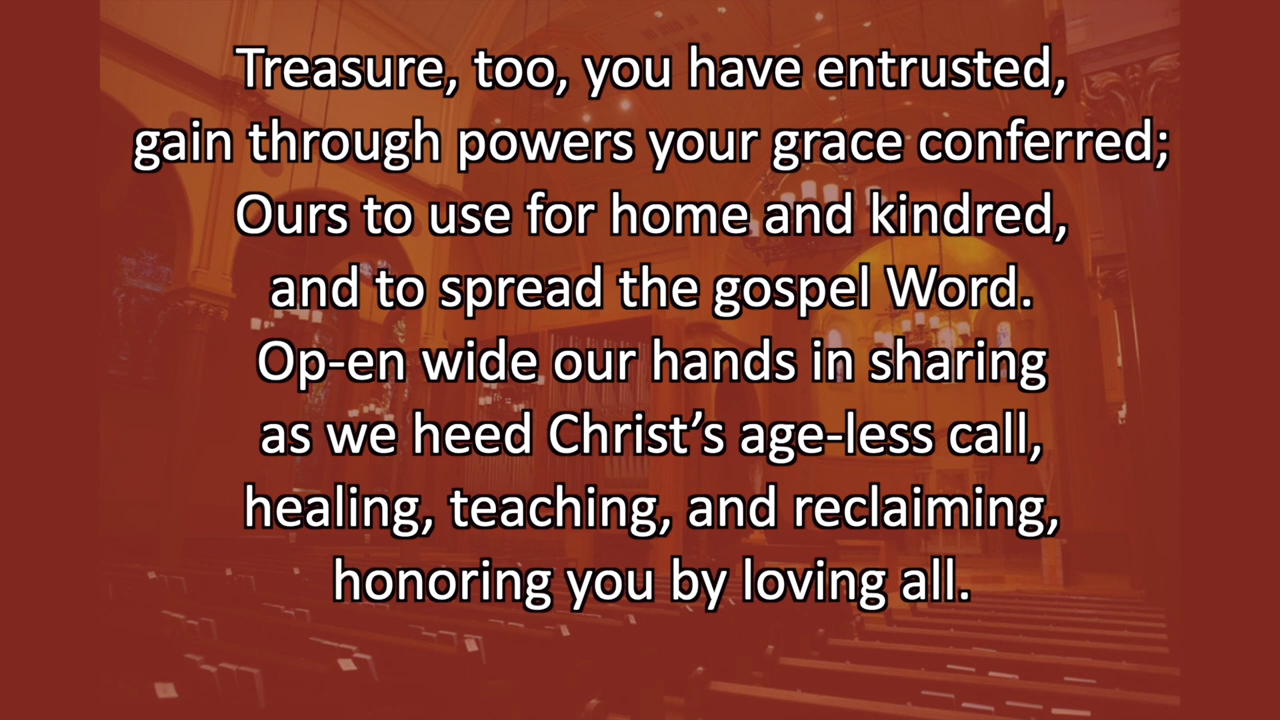 Treasure, too, you have entrusted,
gain through powers your grace conferred;
Ours to use for home and kindred,
and to spread the gospel Word.
Op-en wide our hands in sharing
as we heed Christ’s age-less call,
healing, teaching, and reclaiming,
honoring you by loving all.